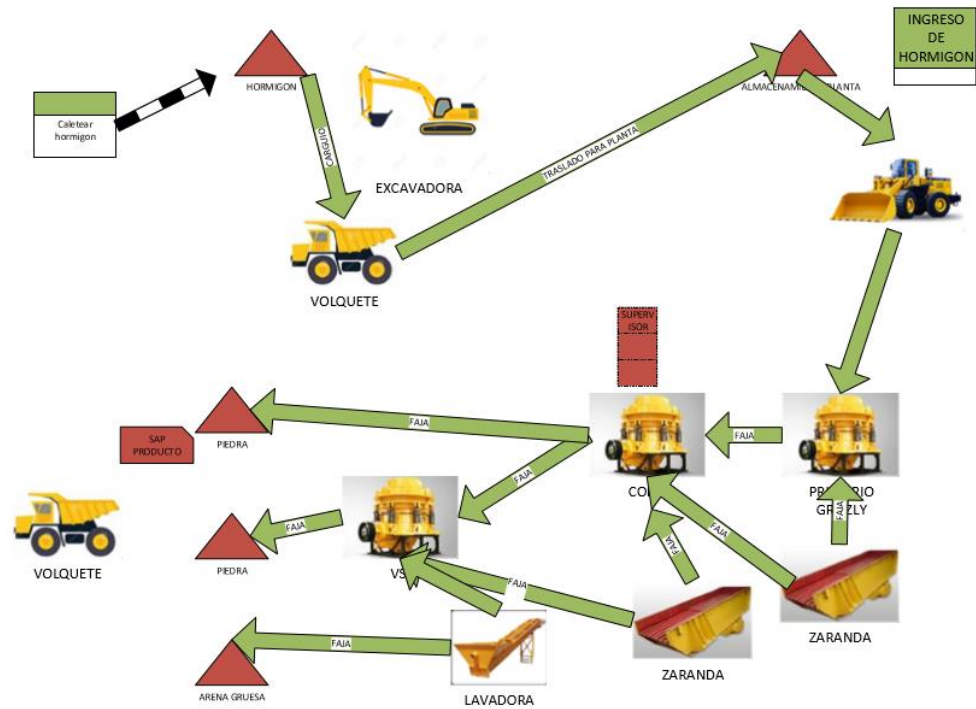 INGRESO
DE
HORMIGON
Caletear
hormigon
HORMIGON
CARGUIO
EXCAVADORA
VOLQUETE
TRASLADO PARA PLANTA
PLANTA
SUPERV
ISOR
FAJA
PIEDRA
SAP
PRODUCTO
FAJA
FAJA
FAJA
PIEDRA
VOLQUETE
FAJA
FAJA
FAJA
FAJA
FAJA
ARENA GRUESA
LAVADORA
ZARANDA
ZARANDA